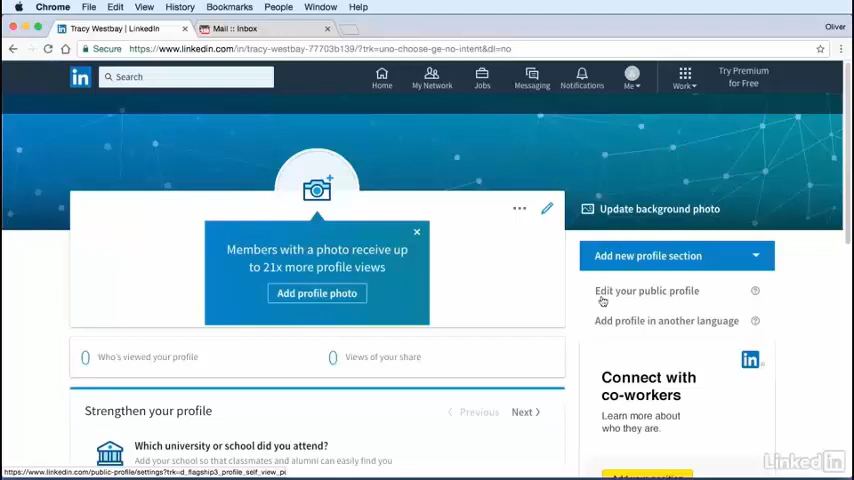 Chrome File Edit View History Bookmarks People Window Help
Tracy Westbay | LinkedIn
Mail :: Inbox
Oliver
Secure https://www.linkedin.com/in/tracy-westbay-77703b139/?trk=uno-choose-ge-no-intent&dl=no
in
Search
Home
My Network
Jobs
Messaging
Notifications
Me
Work
Try Premium
for Free
Update background photo
Members with a photo receive up
to 21x more profile views
Add profile photo
Add new profile section
Edit your public profile
Add profile in another language
0 Who's viewed your profile
0 Views of your share
in
Connect with
co-workers
Learn more about
who they are.
Strengthen your profile
Previous
Next
Which university or school did you attend?
Add your school so that classmates and alumni can easily find you
https://www.linkedin.com/public-profile/settings?trk=d_flagship3_profile_self_view_pi
LinkedIn